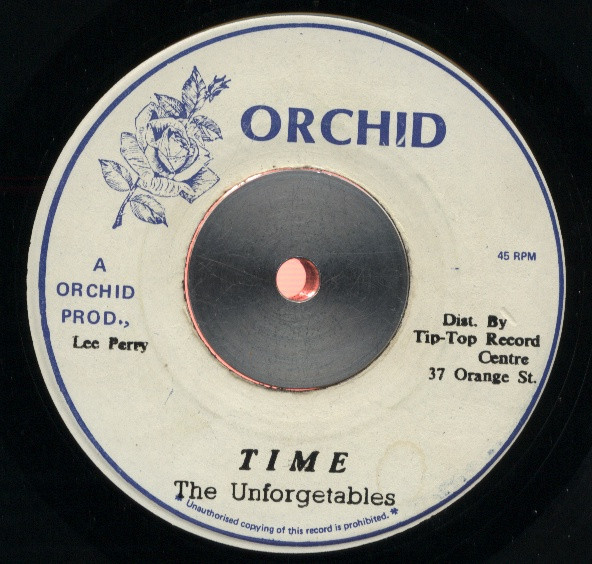 ORCHID
45 RPM
A
ORCHID
PROD.,
Lee Perry
Dist. By
Tip-Top Record
Centre
37 Orange St.
TIME
The Unforgetables
* Unauthorised copying of this record is prohibited. *